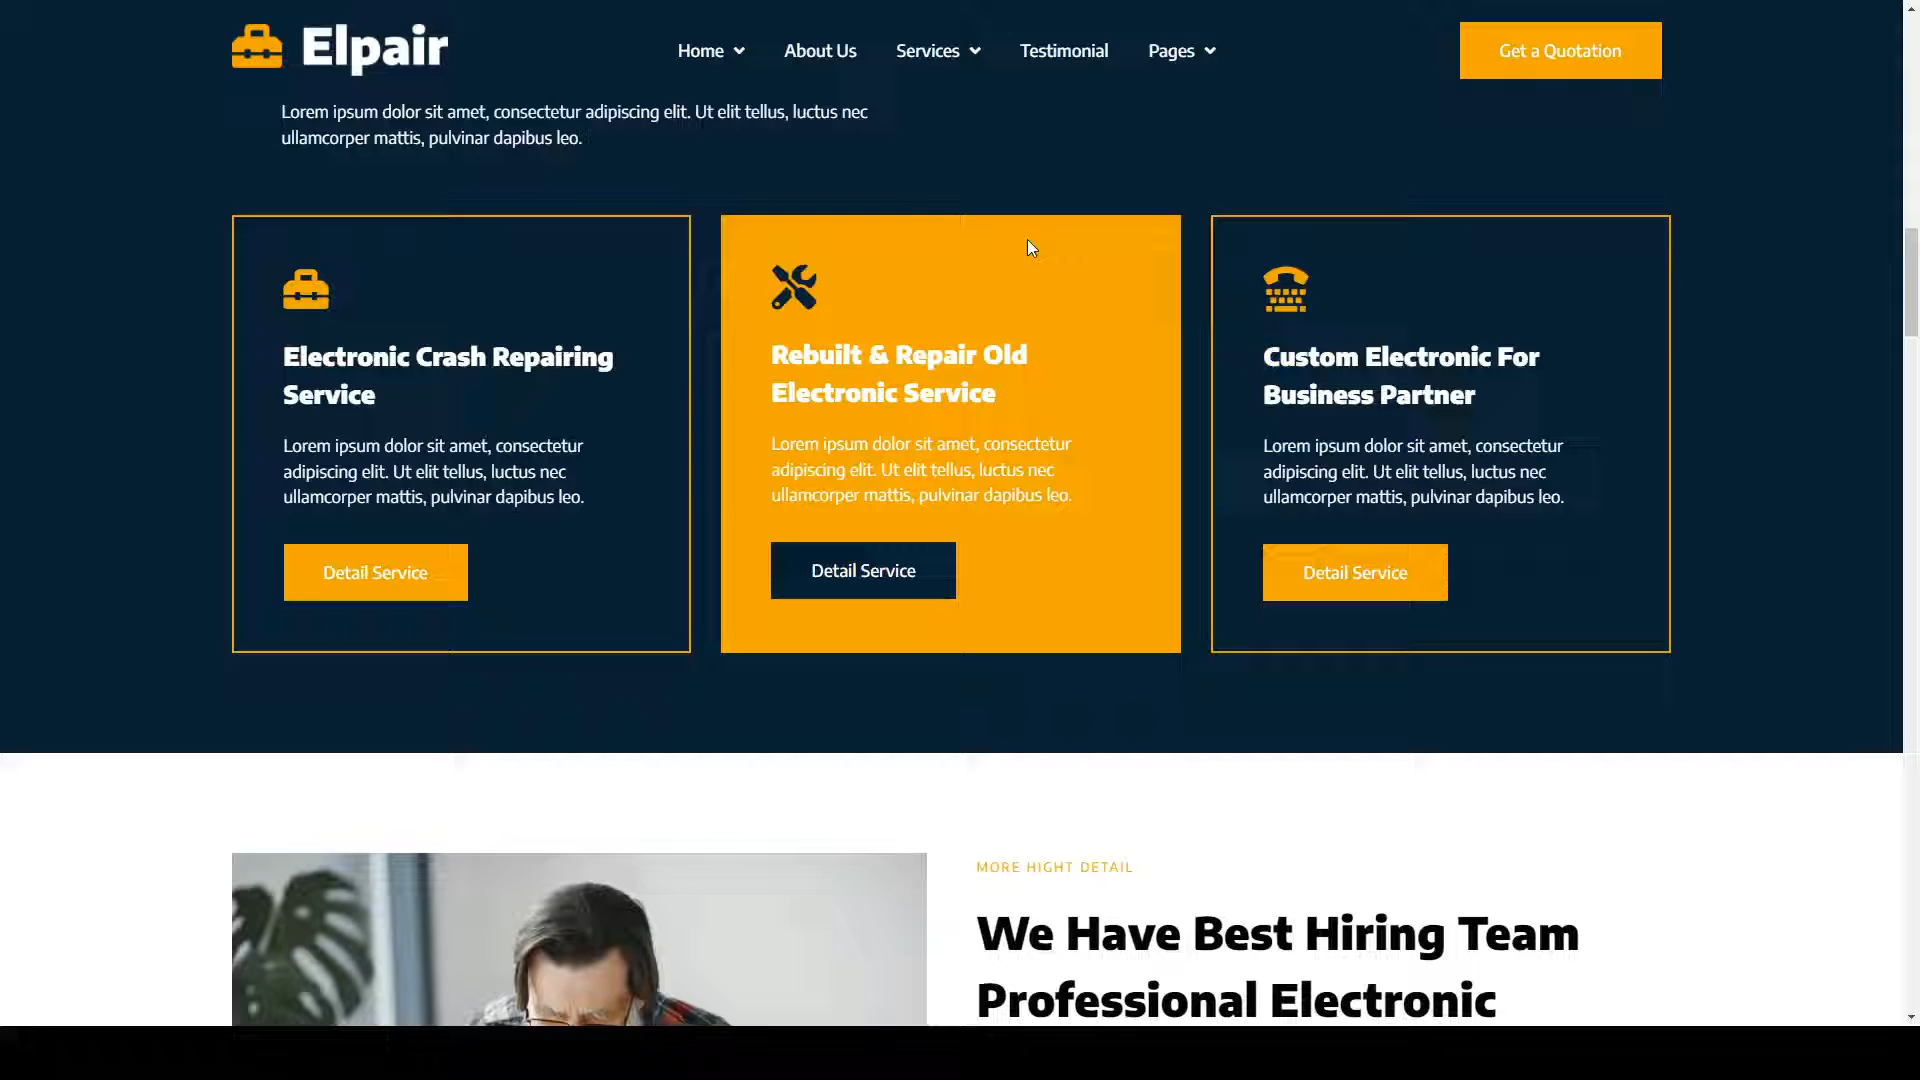 Elpair
Home
About Us
Services
Testimonial
Pages
Get a Quotation
Lorem ipsum dolor sit amet, consectetur adipiscing elit. Ut elit tellus, luctus nec
ullamcorper mattis, pulvinar dapibus leo.
Electronic Crash Repairing
Service
Lorem ipsum dolor sit amet, consectetur
adipiscing elit. Ut elit tellus, luctus nec
ullamcorper mattis, pulvinar dapibus leo.
Detail Service
Rebuilt & Repair Old
Electronic Service
Lorem ipsum dolor sit amet, consectetur
adipiscing elit. Ut elit tellus, luctus nec
ullamcorper mattis, pulvinar dapibus leo.
Detail Service
Custom Electronic For
Business Partner
Lorem ipsum dolor sit amet, consectetur
adipiscing elit. Ut elit tellus, luctus nec
ullamcorper mattis, pulvinar dapibus leo.
Detail Service
MORE HIGHT DETAIL
We Have Best Hiring Team
Professional Electronic